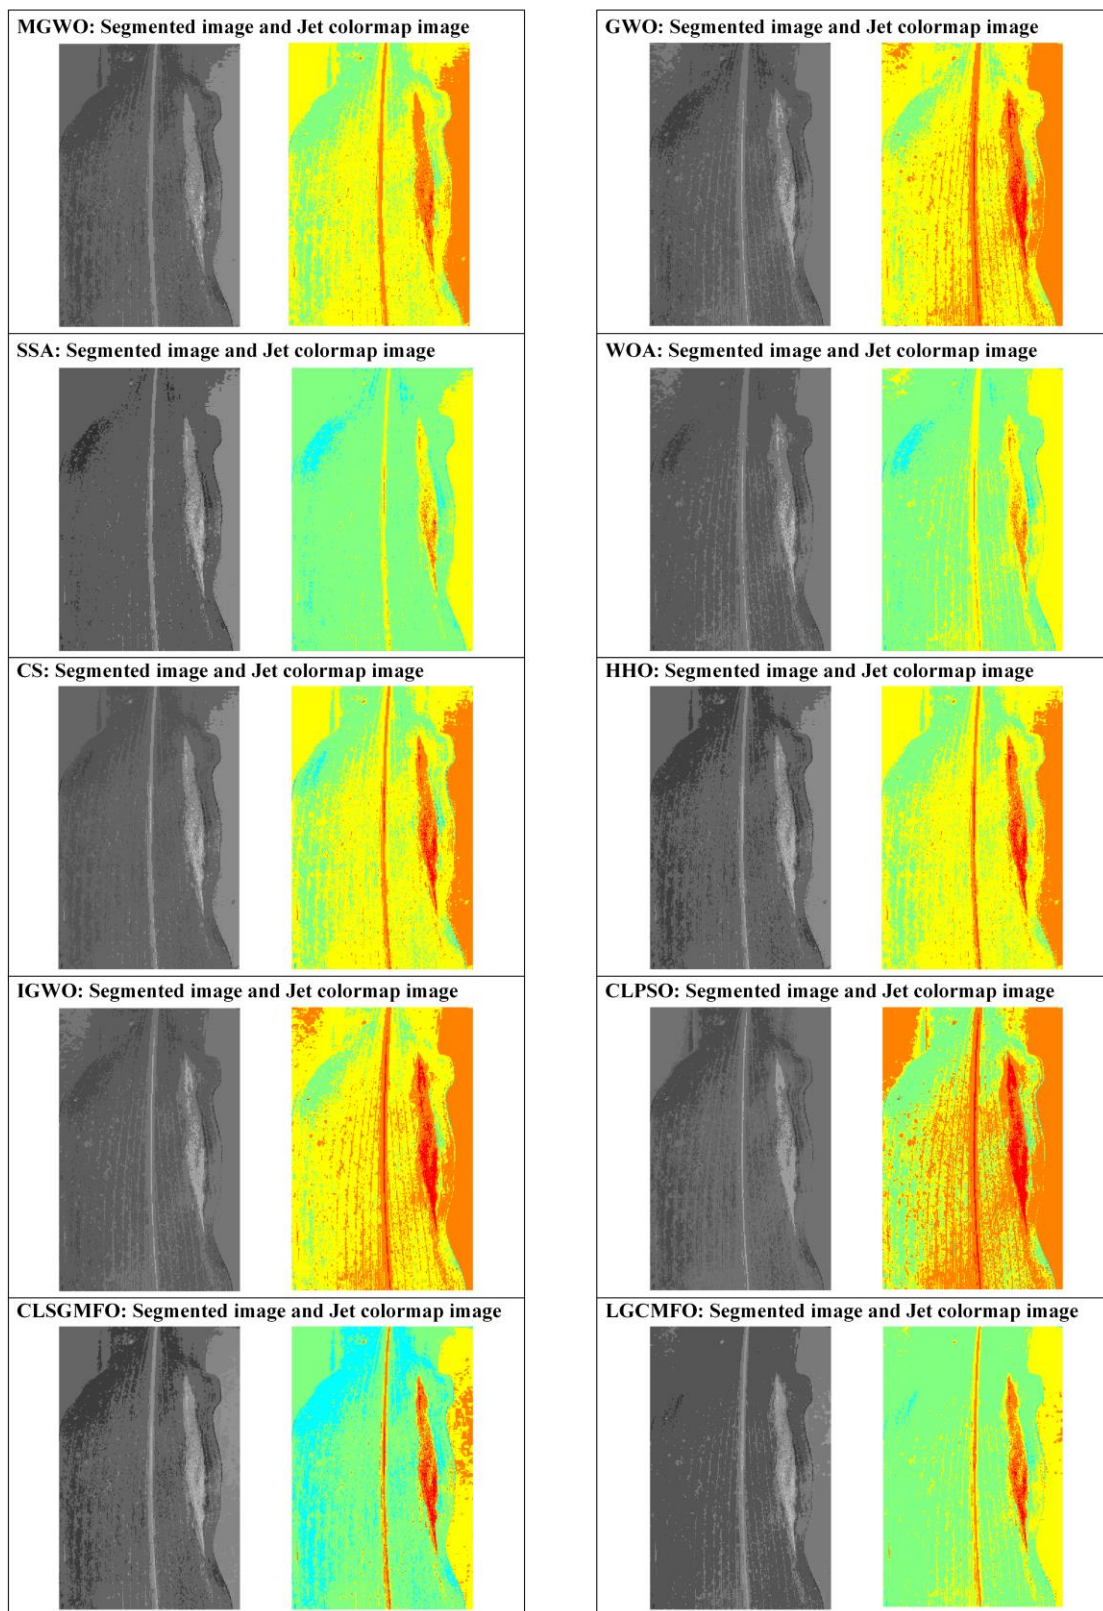 MGWO: Segmented image and Jet colormap image
GWO: Segmented image and Jet colormap image
SSA: Segmented image and Jet colormap image
WOA: Segmented image and Jet colormap image
CS: Segmented image and Jet colormap image
HHO: Segmented image and Jet colormap image
IGWO: Segmented image and Jet colormap image
CLPSO: Segmented image and Jet colormap image
CLSGMFO: Segmented image and Jet colormap image
LGCMFO: Segmented image and Jet colormap image